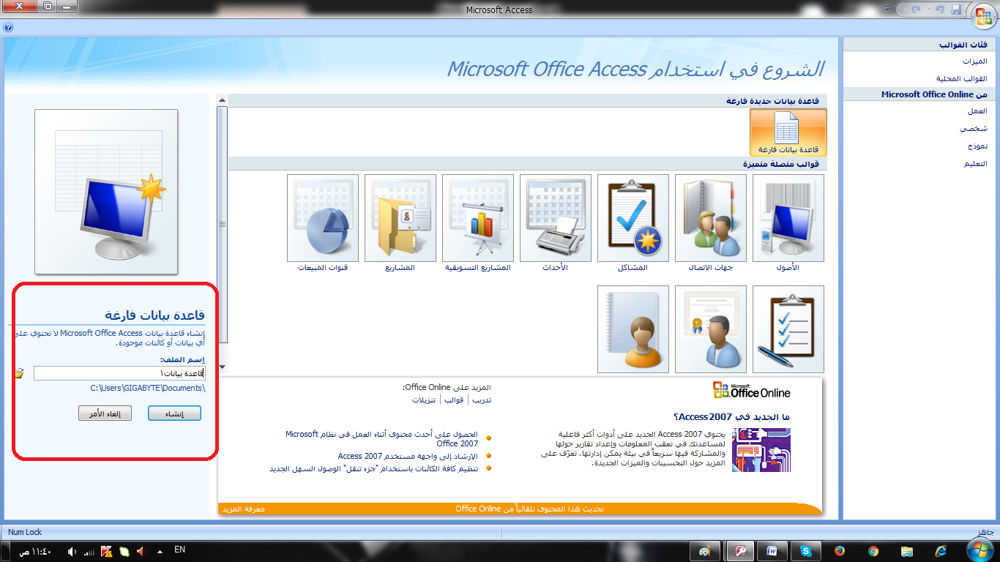 Microsoft Access
فئات القوالب
الميزات
القوالب المحلية
من Microsoft Office Online
العمل
شخصي
نموذج
التعليم
الشروع في استخدام Microsoft Office Access
قاعدة بيانات جديدة فارغة
قاعدة بيانات فارغة
قوالب متصلة متميزة
الأصول
جهات الاتصال
المشاكل
الأحداث
المشاريع التسويقية
المشاريع
قنوات المبيعات
Microsoft
Office Online
ما الجديد في Access 2007؟
يحتوي Access 2007 الجديد على أدوات أكثر فاعلية
لمساعدتك في تعقب المعلومات وإعداد تقارير حولها
والمشاركة فيها سريعاً في بيئة يمكن إدارتها. تعرّف على
المزيد حول التحسينات والميزات الجديدة.
المزيد على Office Online:
تدريب | قوالب | تنزيلات
الحصول على أحدث محتوى أثناء العمل في نظام Microsoft
Office 2007
الإرشاد إلى واجهة مستخدم Access 2007
تنظيم كافة الكائنات باستخدام "جزء تنقل" الوصول السهل الجديد
تحديث هذا المحتوى تلقائياً من Office Online
معرفة المزيد
قاعدة بيانات فارغة
إنشاء قاعدة بيانات Microsoft Office Access لا تحتوي على
أي بيانات أو كائنات موجودة.
إسم الملف:
قاعدة بيانات١
C:\Users\GIGABYTE\Documents\
إنشاء
إلغاء الأمر
جاهز
Num Lock
EN
١١:٤٠ ص